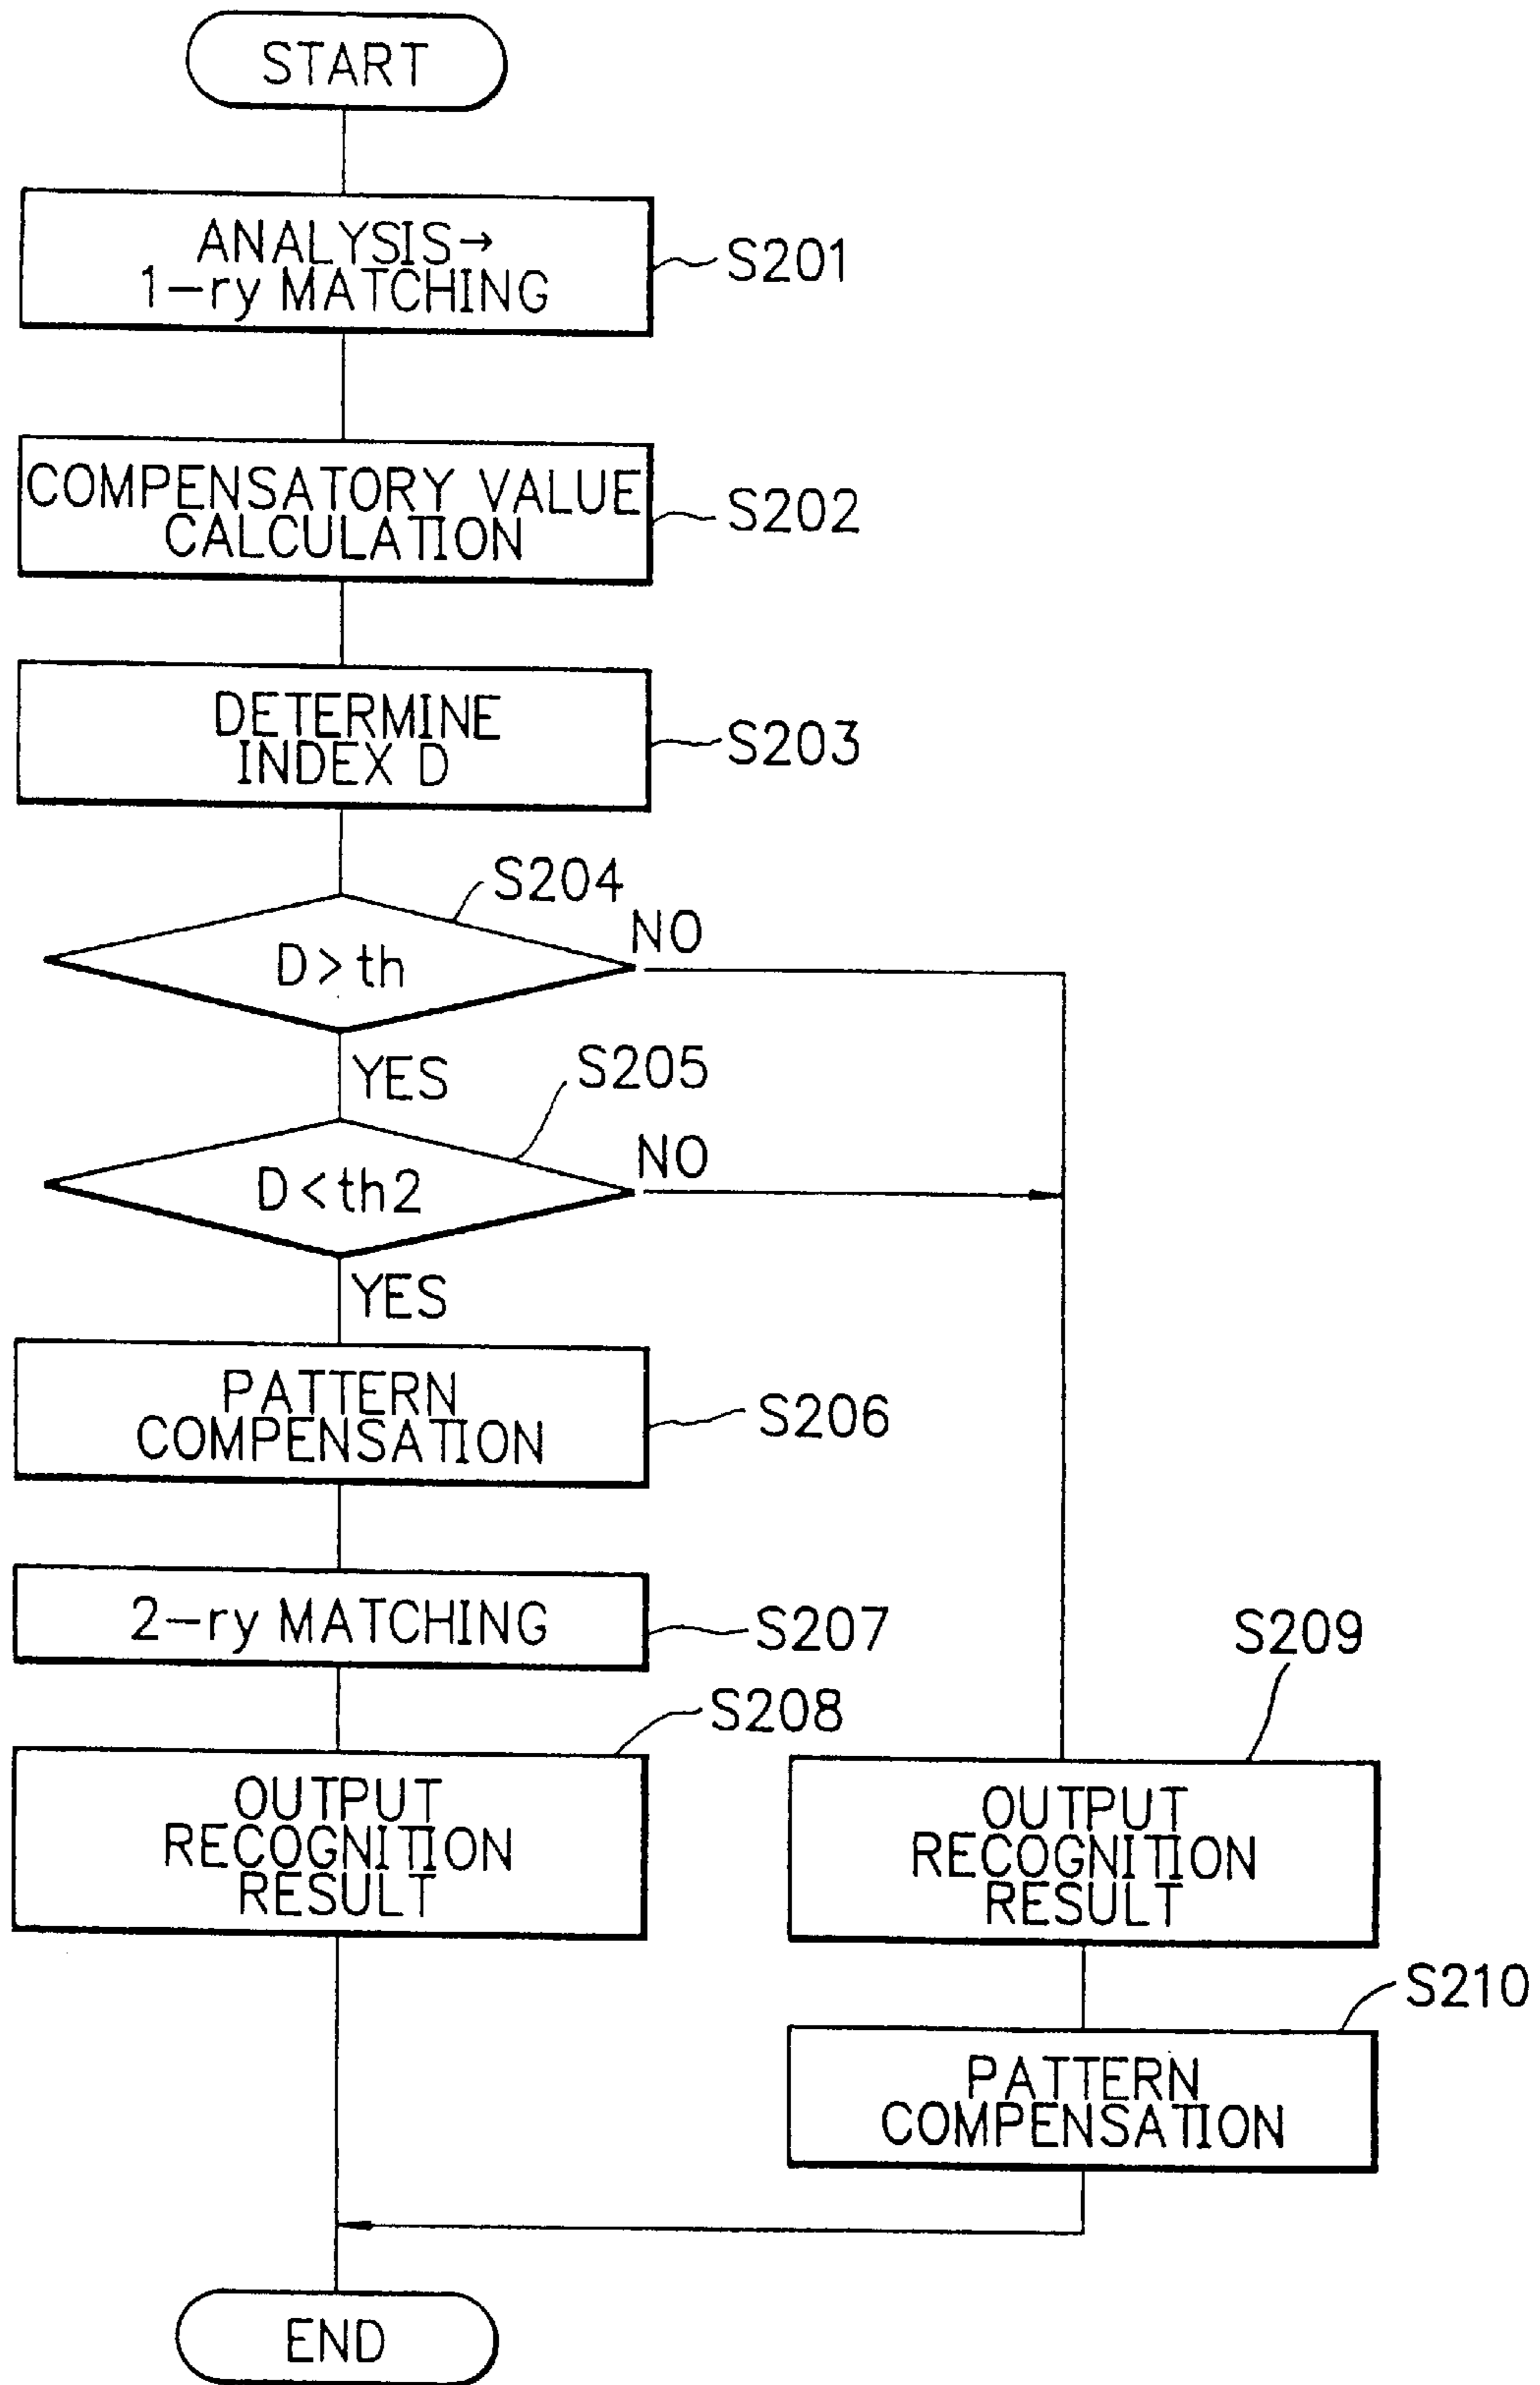 START
ANALYSIS→
1-ry MATCHING
S201
COMPENSATORY VALUE
CALCULATION
S202
DETERMINE
INDEX D
S203
S204
D>th
NO
YES
S205
D<th2
NO
YES
PATTERN
COMPENSATION
S206
2-ry MATCHING
S207
S208
OUTPUT
RECOGNITION
RESULT
S209
OUTPUT
RECOGNITION
RESULT
S210
PATTERN
COMPENSATION
END